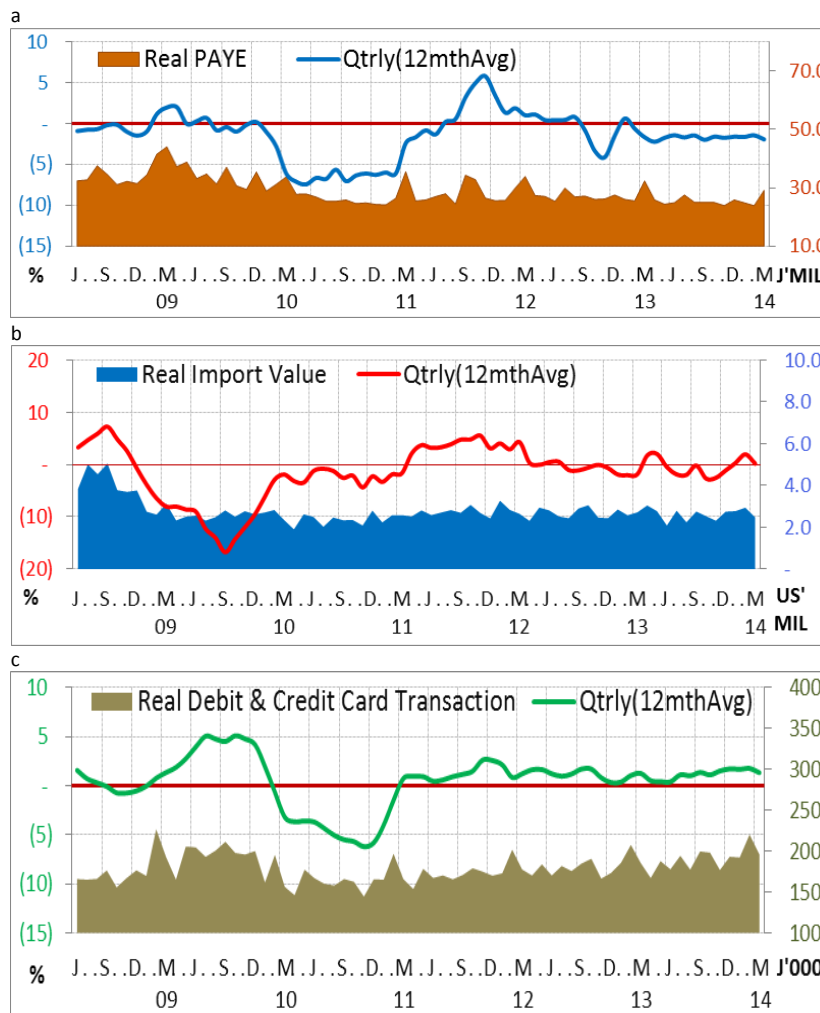 a
10 Real PAYE Qtrly(12mthAvg) 70.0
5
- 50.0
(5) 30.0
(10)
(15) 10.0
% J . . S . . D . . M . . J . . S . . D . . M . . J . . S . . D . . M . . J . . S . . D . . M . . J . . S . . D . . M . . J . . S . . D . . M J'MIL
09 10 11 12 13 14
b
20 Real Import Value Qtrly(12mthAvg) 10.0
8.0
10
6.0
-
4.0
(10) 2.0
(20) -
% J . . S . . D . . M . . J . . S . . D . . M . . J . . S . . D . . M . . J . . S . . D . . M . . J . . S . . D . . M . . J . . S . . D . . M US'
09 10 11 12 13 14 MIL
c
10 Real Debit & Credit Card Transaction Qtrly(12mthAvg) 400
350
5
300
-
250
(5) 200
(10) 150
(15) 100
% J . . S . . D . . M . . J . . S . . D . . M . . J . . S . . D . . M . . J . . S . . D . . M . . J . . S . . D . . M . . J . . S . . D . . M J'000
09 10 11 12 13 14